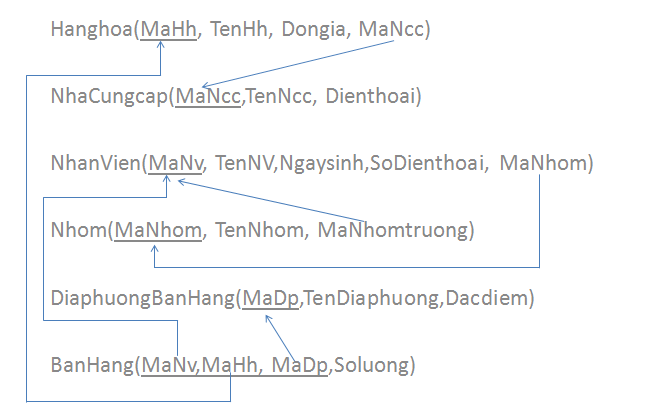 Hanghoa(MaHh, TenHh, Dongia, MaNcc)
NhaCungcap(MaNcc,TenNcc, Dienthoai)
NhanVien(MaNv, TenNV,Ngaysinh,SoDienthoai, MaNhom)
Nhom(MaNhom, TenNhom, MaNhomtruong)
DiaphuongBanHang(MaDp,TenDiaphuong,Dacdiem)
BanHang(MaNv,MaHh, MaDp,Soluong)